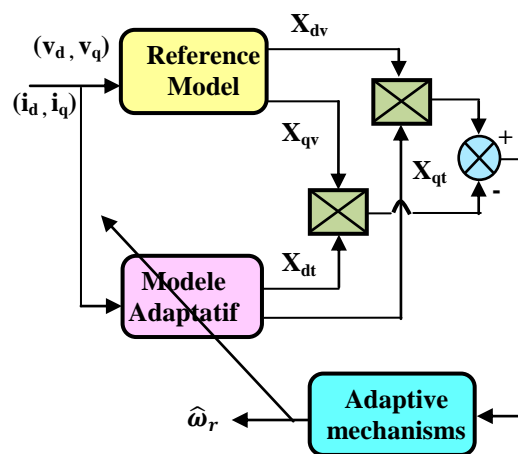 X_dv
(v_d , v_q)
Reference
Model
(i_d , i_q)
X_qv
X_qt
+
-
X_dt
Modele
Adaptatif
Adaptive
mechanisms
ω̂_r